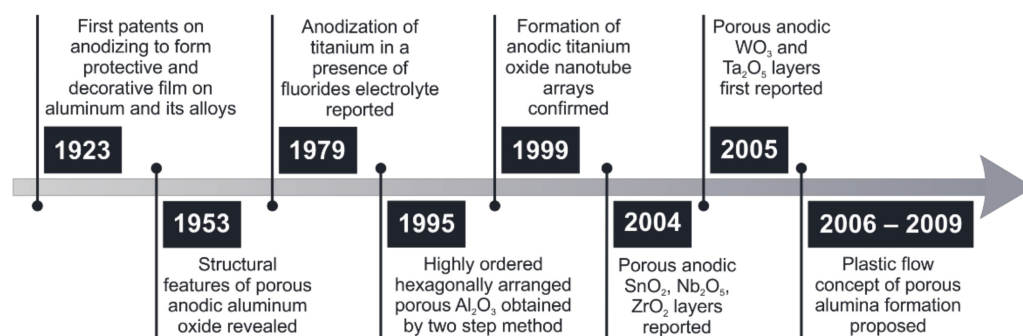 First patents on
anodizing to form
protective and
decorative film on
aluminum and its alloys
1923
Structural
features of porous
anodic aluminum
oxide revealed
1953
Anodization of
titanium in a
presence of
fluorides electrolyte
reported
1979
Highly ordered
hexagonally arranged
porous Al₂O₃ obtained
by two step method
1995
Formation of
anodic titanium
oxide nanotube
arrays
confirmed
1999
Porous anodic
SnO₂, Nb₂O₅,
ZrO₂ layers
reported
2004
Porous anodic
WO₃ and
Ta₂O₅ layers
first reported
2005
2006 – 2009
Plastic flow
concept of porous
alumina formation
proposed